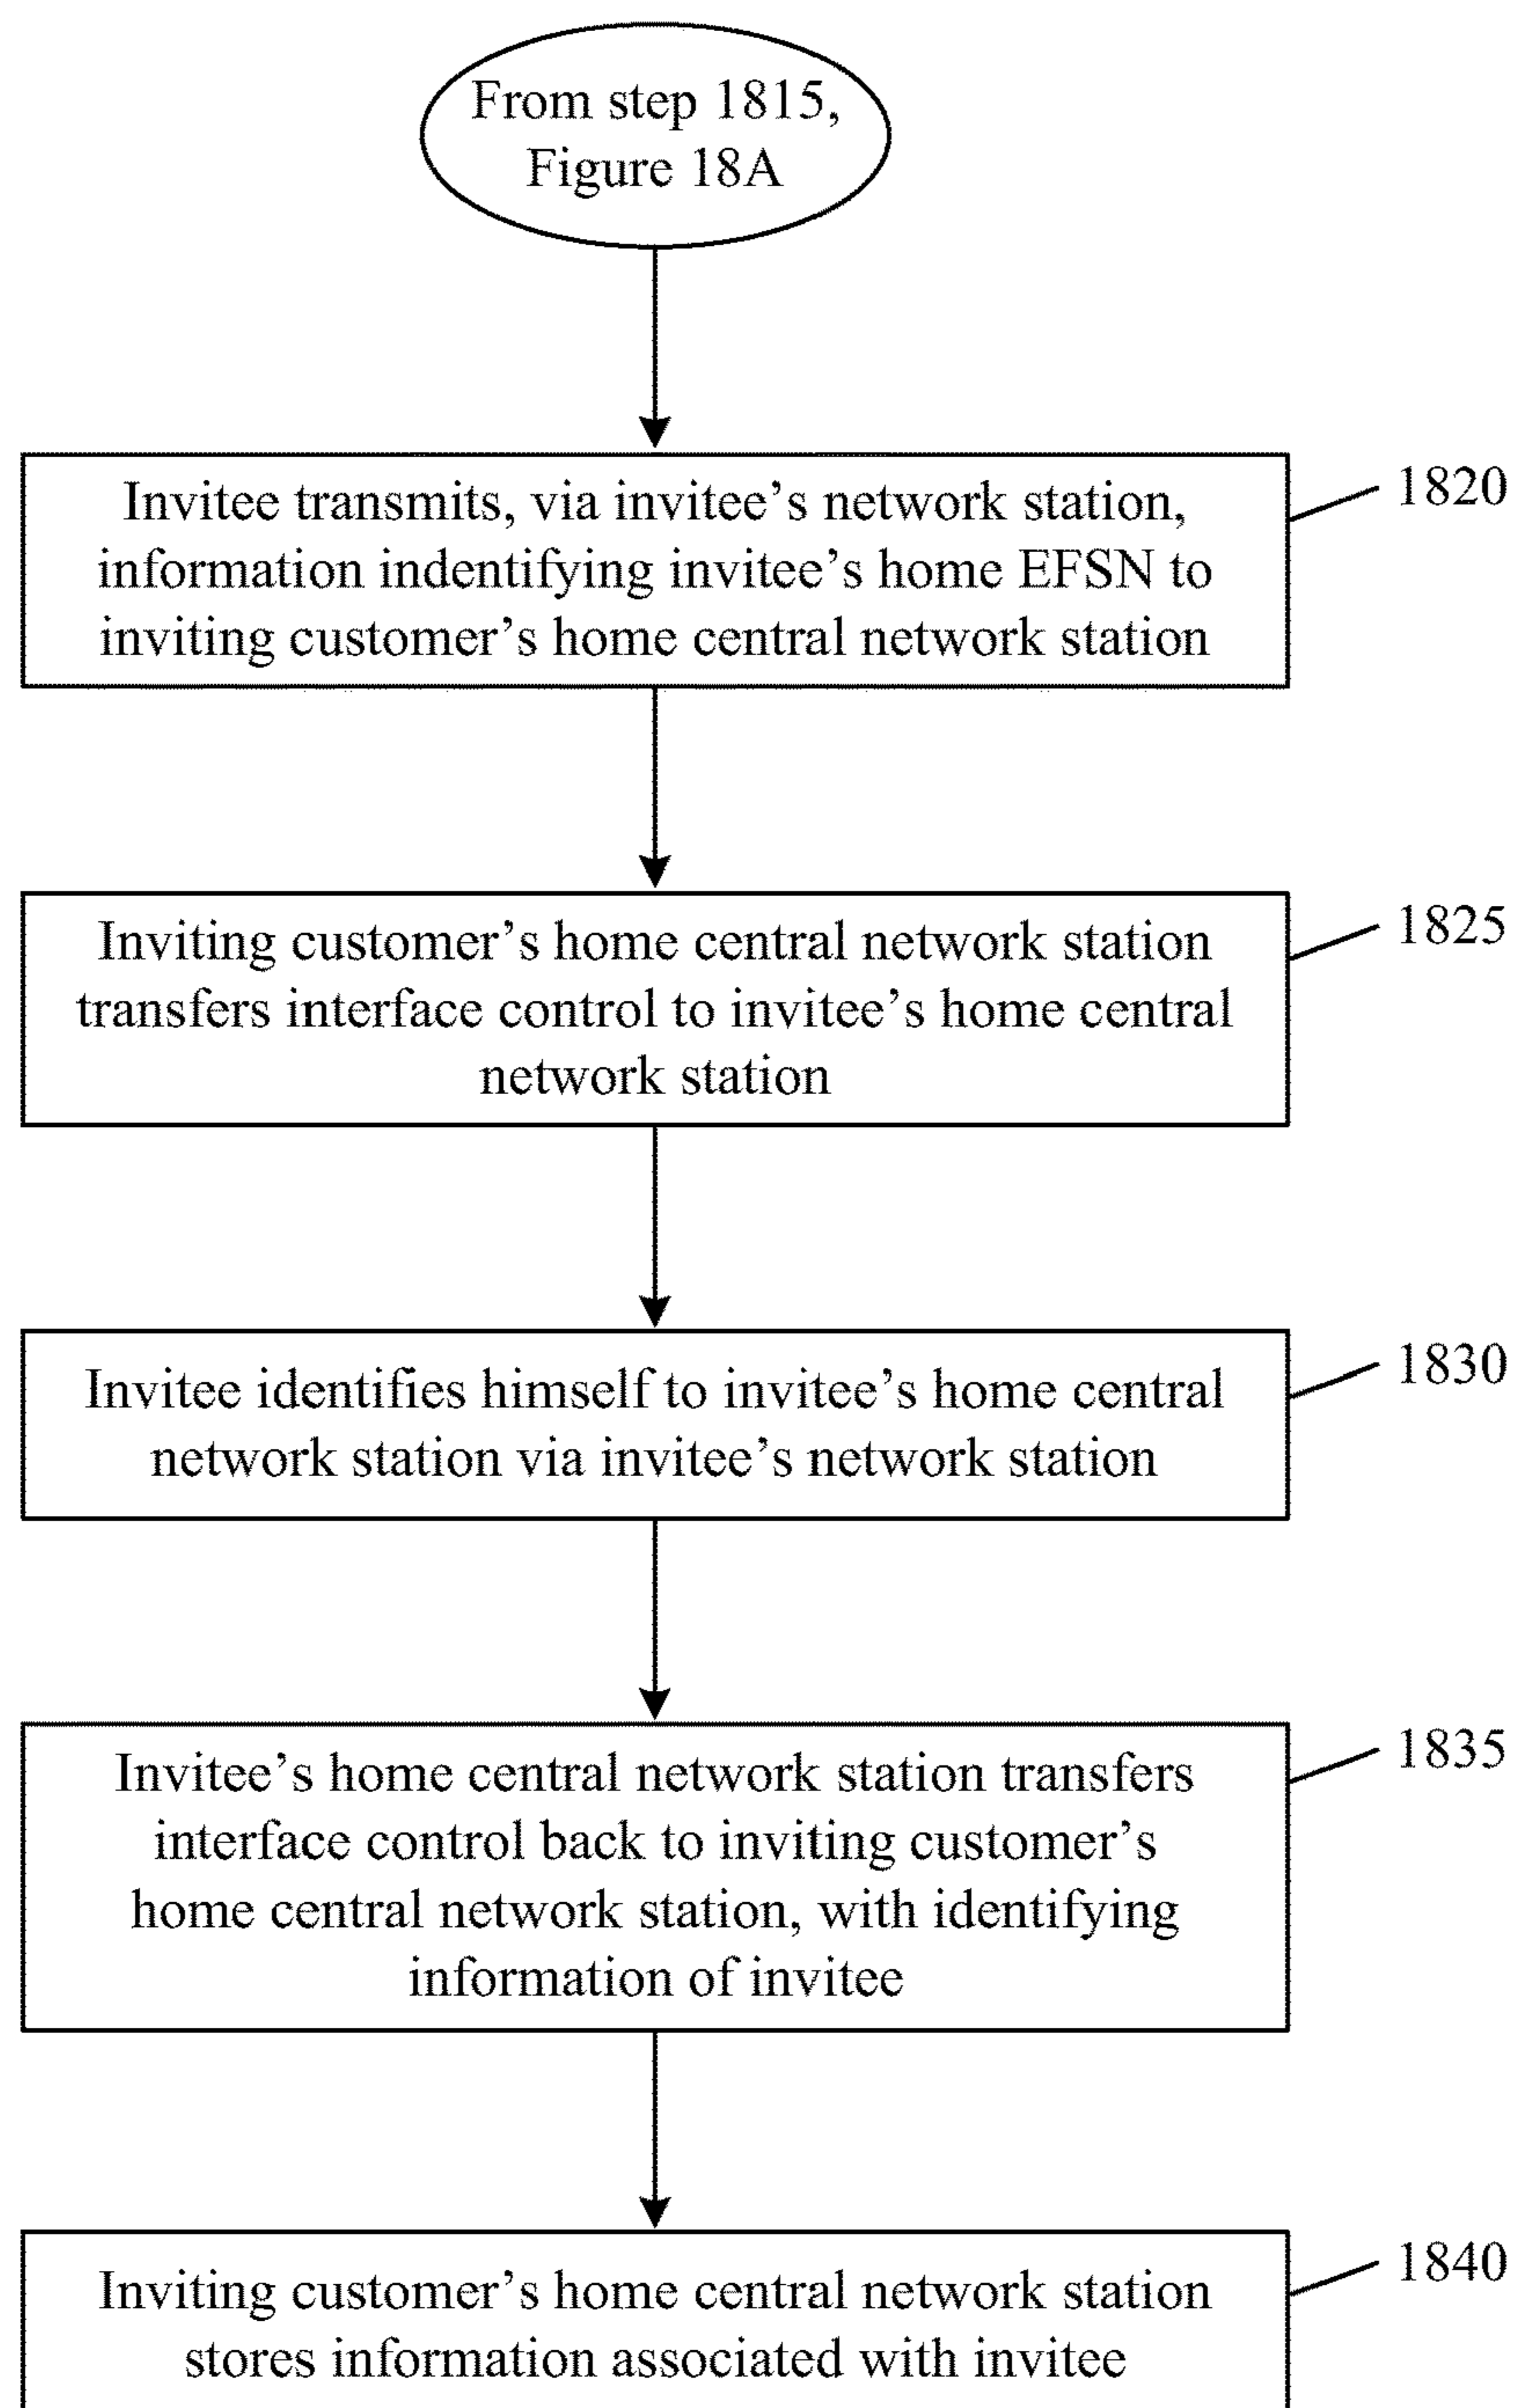 From step 1815,
Figure 18A
Invitee transmits, via invitee’s network station,
information indentifying invitee’s home EFSN to
inviting customer’s home central network station
1820
Inviting customer’s home central network station
transfers interface control to invitee’s home central
network station
1825
Invitee identifies himself to invitee’s home central
network station via invitee’s network station
1830
Invitee’s home central network station transfers
interface control back to inviting customer’s
home central network station, with identifying
information of invitee
1835
Inviting customer’s home central network station
stores information associated with invitee
1840